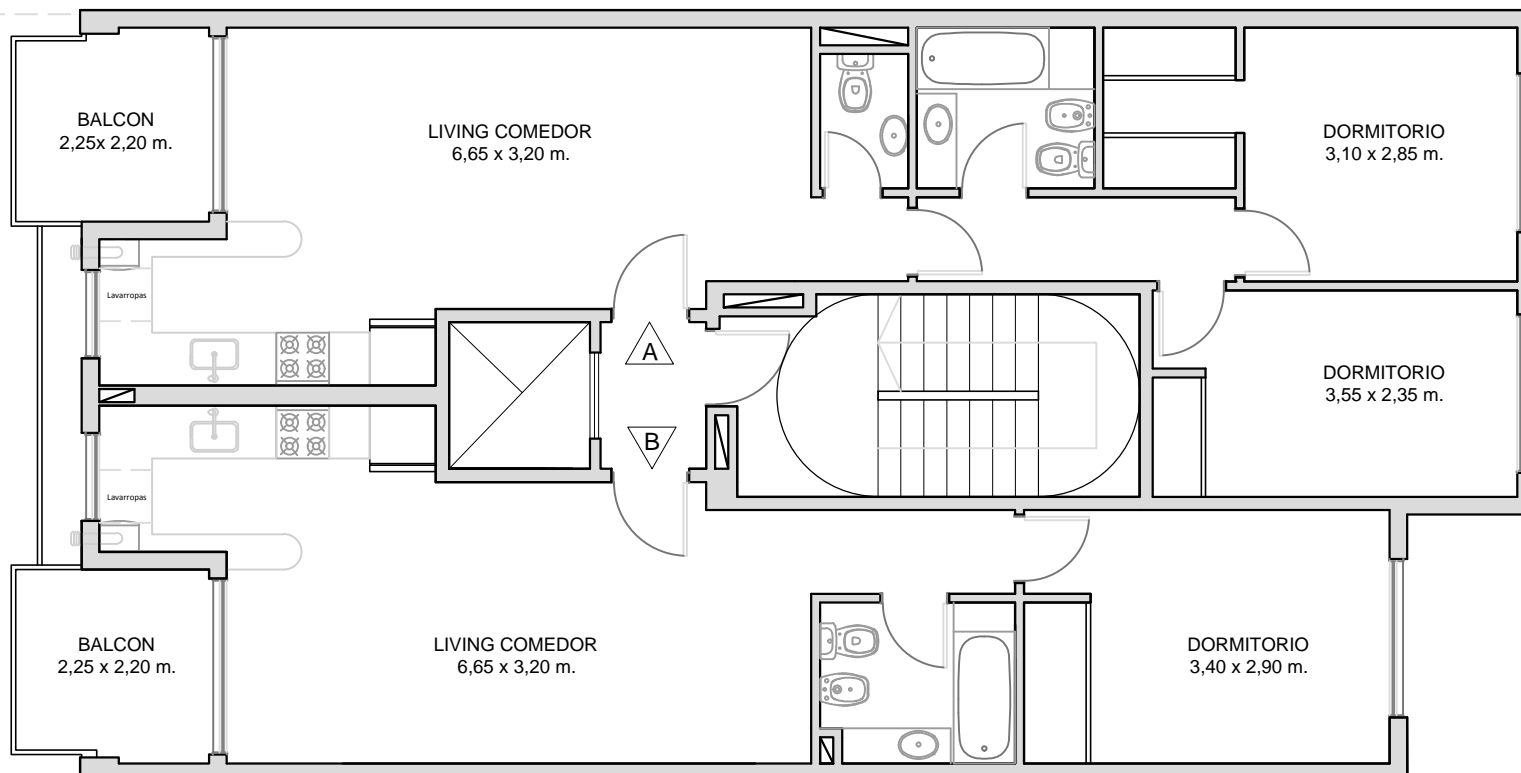 BALCON
2,25x 2,20 m.
LIVING COMEDOR
6,65 x 3,20 m.
DORMITORIO
3,10 x 2,85 m.
Lavarropas
A
DORMITORIO
3,55 x 2,35 m.
B
Lavarropas
BALCON
2,25 x 2,20 m.
LIVING COMEDOR
6,65 x 3,20 m.
DORMITORIO
3,40 x 2,90 m.